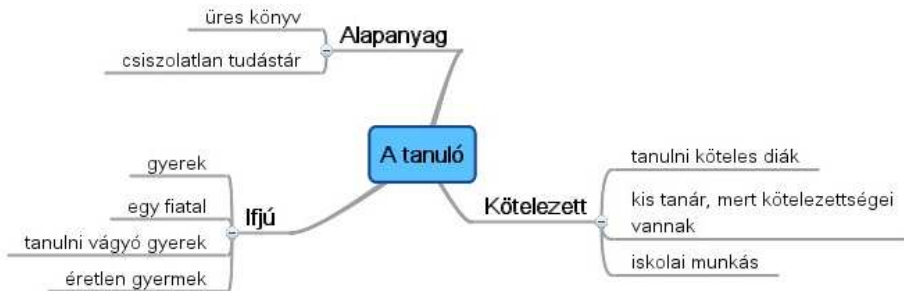 üres könyv
csiszolatlan tudástár
Alapanyag
A tanuló
gyerek
egy fiatal
tanulni vágyó gyerek
éretlen gyermek
Ifjú
Kötelezett
tanulni köteles diák
kis tanár, mert kötelezettségei
vannak
iskolai munkás